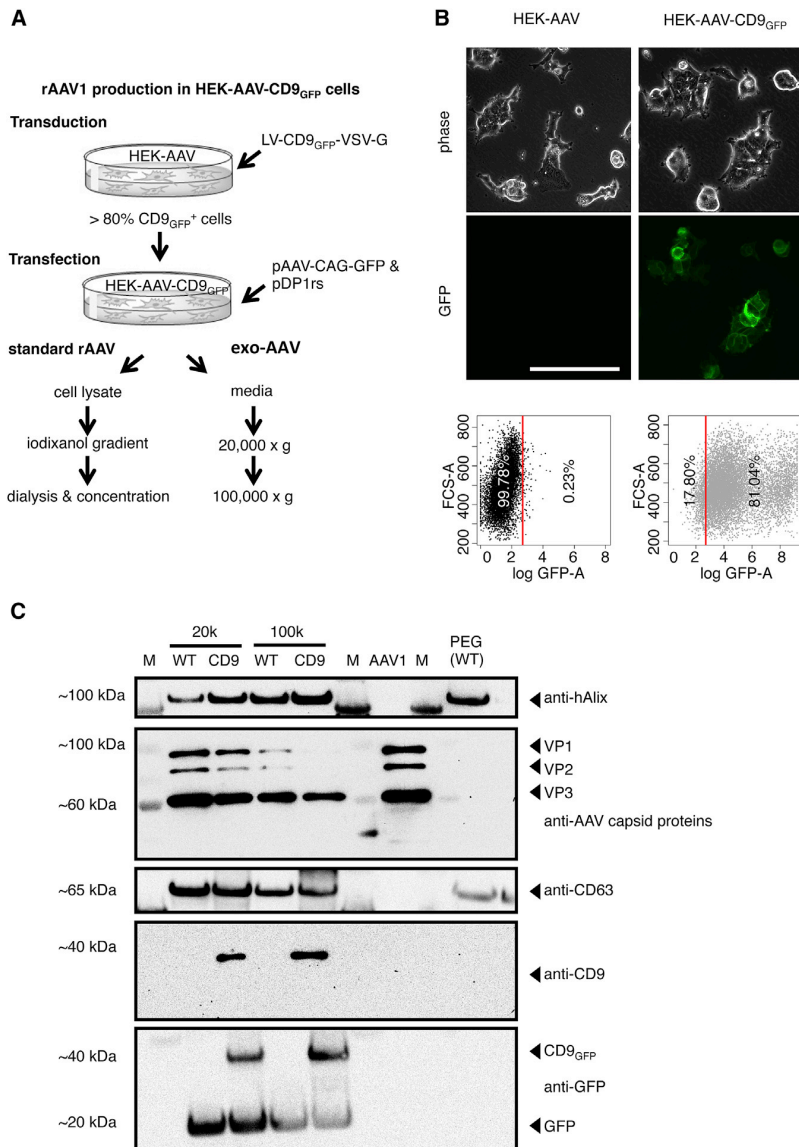 A
rAAV1 production in HEK-AAV-CD9GFP cells
Transduction
HEK-AAV
LV-CD9GFP-VSV-G
> 80% CD9GFP+ cells
Transfection
HEK-AAV-CD9GFP
pAAV-CAG-GFP &
pDP1rs
standard rAAV
exo-AAV
cell lysate
media
iodixanol gradient
20,000 x g
dialysis & concentration
100,000 x g
B
HEK-AAV
HEK-AAV-CD9GFP
phase
GFP
FCS-A
800
600
400
200
99.78%
0.23%
0 2 4 6 8
log GFP-A
FCS-A
800
600
400
200
17.80%
81.04%
0 2 4 6 8
log GFP-A
C
20k
100k
M WT CD9 WT CD9 M AAV1 M
PEG
(WT)
~100 kDa
anti-hAlix
~100 kDa
VP1
VP2
~60 kDa
VP3
anti-AAV capsid proteins
~65 kDa
anti-CD63
~40 kDa
anti-CD9
~40 kDa
CD9GFP
anti-GFP
~20 kDa
GFP